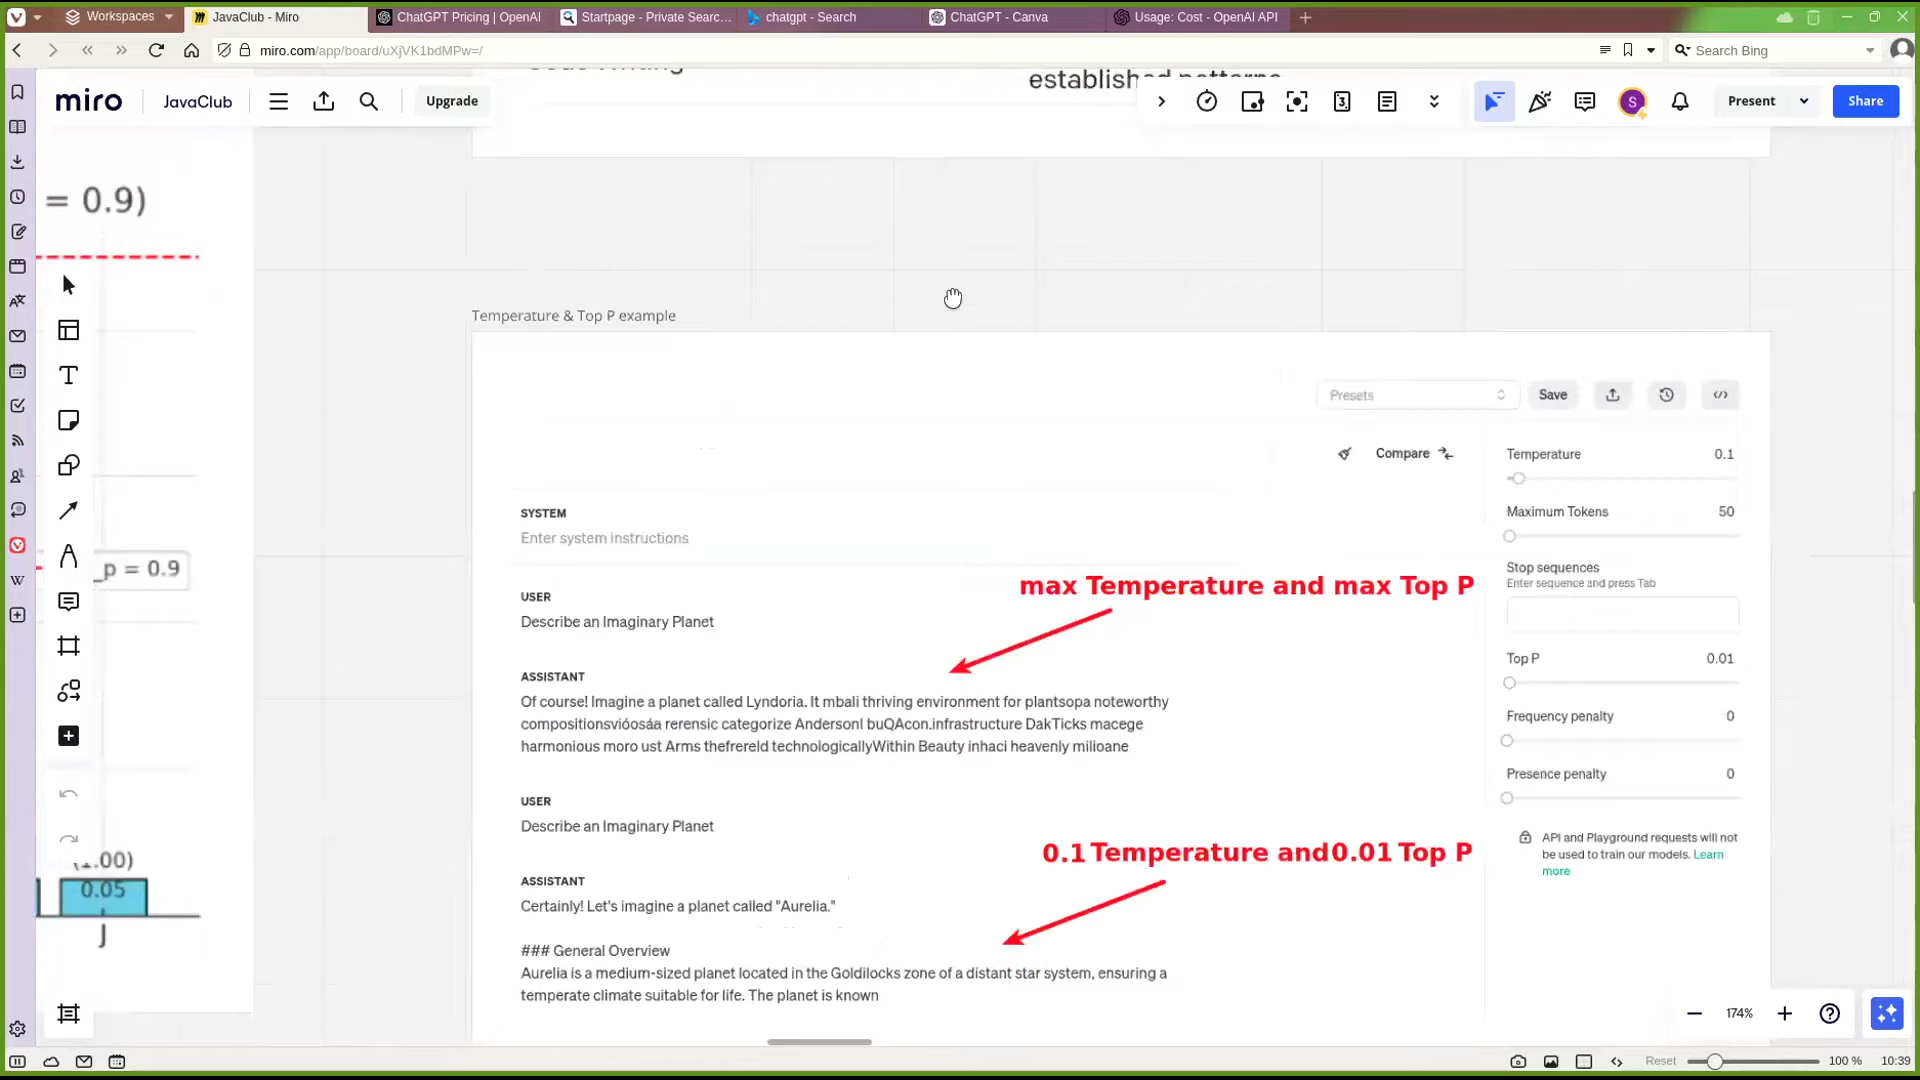 Workspaces
JavaClub - Miro
ChatGPT Pricing | OpenAI
Startpage - Private Searc...
chatgpt - Search
ChatGPT - Canva
Usage: Cost - OpenAI API
miro.com/app/board/uXjVK1bdMPw=/
Search Bing
established patterns
miro
JavaClub
Upgrade
Present
Share
= 0.9)
Temperature & Top P example
Presets
Save
Compare
Temperature 0.1
SYSTEM
Enter system instructions
Maximum Tokens 50
Stop sequences
Enter sequence and press Tab
_p = 0.9
max Temperature and max Top P
USER
Describe an Imaginary Planet
Top P 0.01
ASSISTANT
Of course! Imagine a planet called Lyndoria. It mbali thriving environment for plantsopa noteworthy
compositionsvióosáa rerensic categorize Andersonl buQAcon.infrastructure DakTicks macege
harmonious moro ust Arms thefrereld technologicallyWithin Beauty inhaci heavenly milioane
Frequency penalty 0
Presence penalty 0
USER
Describe an Imaginary Planet
API and Playground requests will not
be used to train our models. Learn
more
0.1 Temperature and 0.01 Top P
ASSISTANT
Certainly! Let's imagine a planet called "Aurelia."
### General Overview
Aurelia is a medium-sized planet located in the Goldilocks zone of a distant star system, ensuring a
temperate climate suitable for life. The planet is known
(1.00)
0.05
J
174%
Reset
100 %
10:39